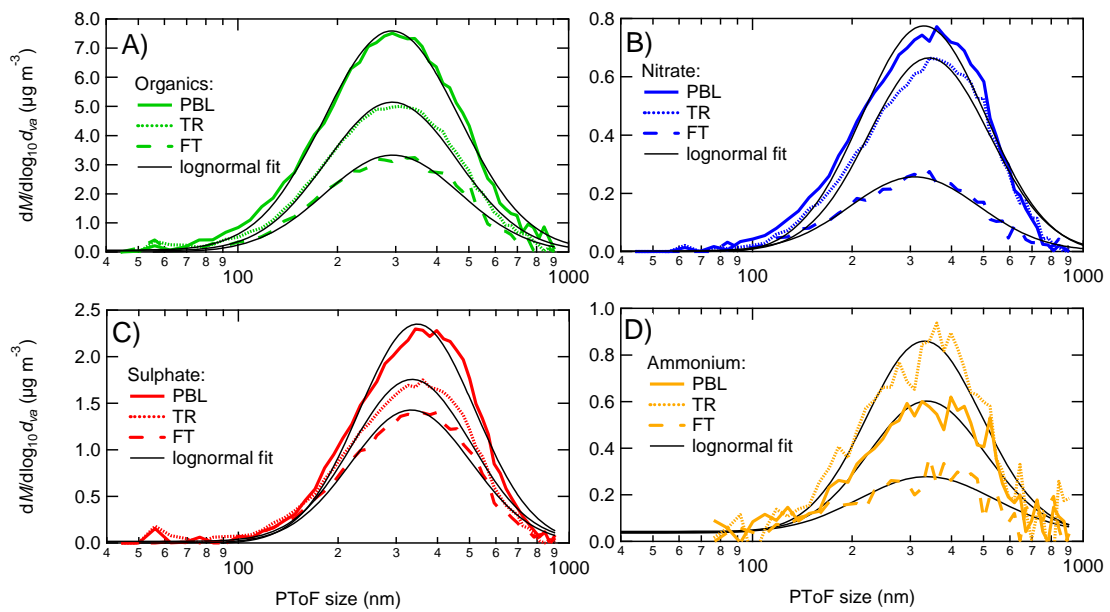 A)
8.0
7.0
6.0
5.0
4.0
3.0
2.0
1.0
0.0
dM/dlog10 dva (µg m-3)
Organics:
PBL
TR
FT
lognormal fit
4 5 6 7 8 9 2 3 4 5 6 7 8 9
100 1000
B)
0.8
0.6
0.4
0.2
0.0
Nitrate:
PBL
TR
FT
lognormal fit
4 5 6 7 8 9 2 3 4 5 6 7 8 9
100 1000
C)
2.5
2.0
1.5
1.0
0.5
0.0
dM/dlog10 dva (µg m-3)
Sulphate:
PBL
TR
FT
lognormal fit
4 5 6 7 8 9 2 3 4 5 6 7 8 9
100 1000
PToF size (nm)
D)
1.0
0.8
0.6
0.4
0.2
0.0
Ammonium:
PBL
TR
FT
lognormal fit
4 5 6 7 8 9 2 3 4 5 6 7 8 9
100 1000
PToF size (nm)